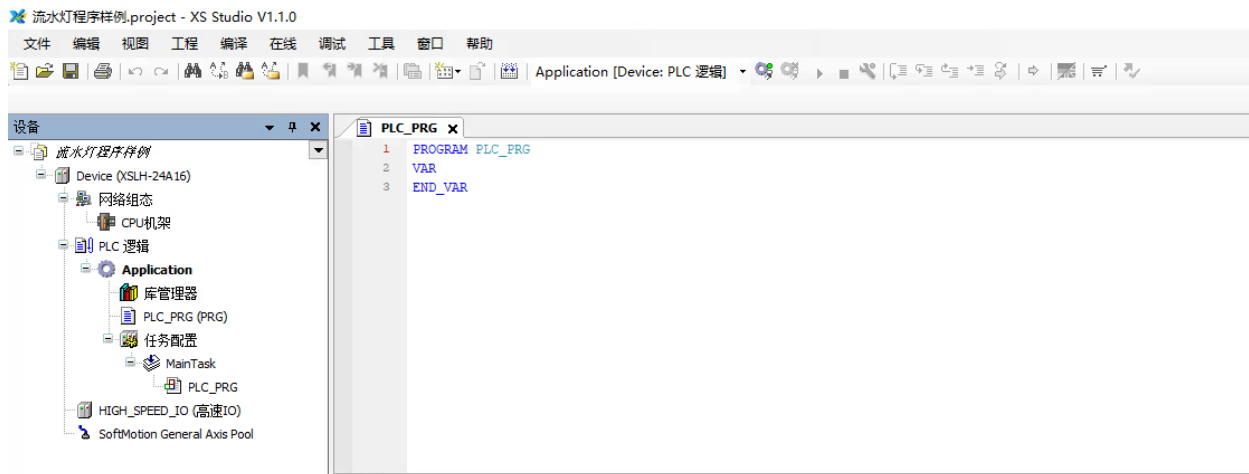 流水灯程序样例.project - XS Studio V1.1.0
文件 编辑 视图 工程 编译 在线 调试 工具 窗口 帮助
Application [Device: PLC 逻辑]
设备
PLC_PRG
流水灯程序样例
Device (XSLH-24A16)
网络组态
CPU机架
PLC 逻辑
Application
库管理器
PLC_PRG (PRG)
任务配置
MainTask
PLC_PRG
HIGH_SPEED_IO (高速IO)
SoftMotion General Axis Pool
1 PROGRAM PLC_PRG
2 VAR
3 END_VAR